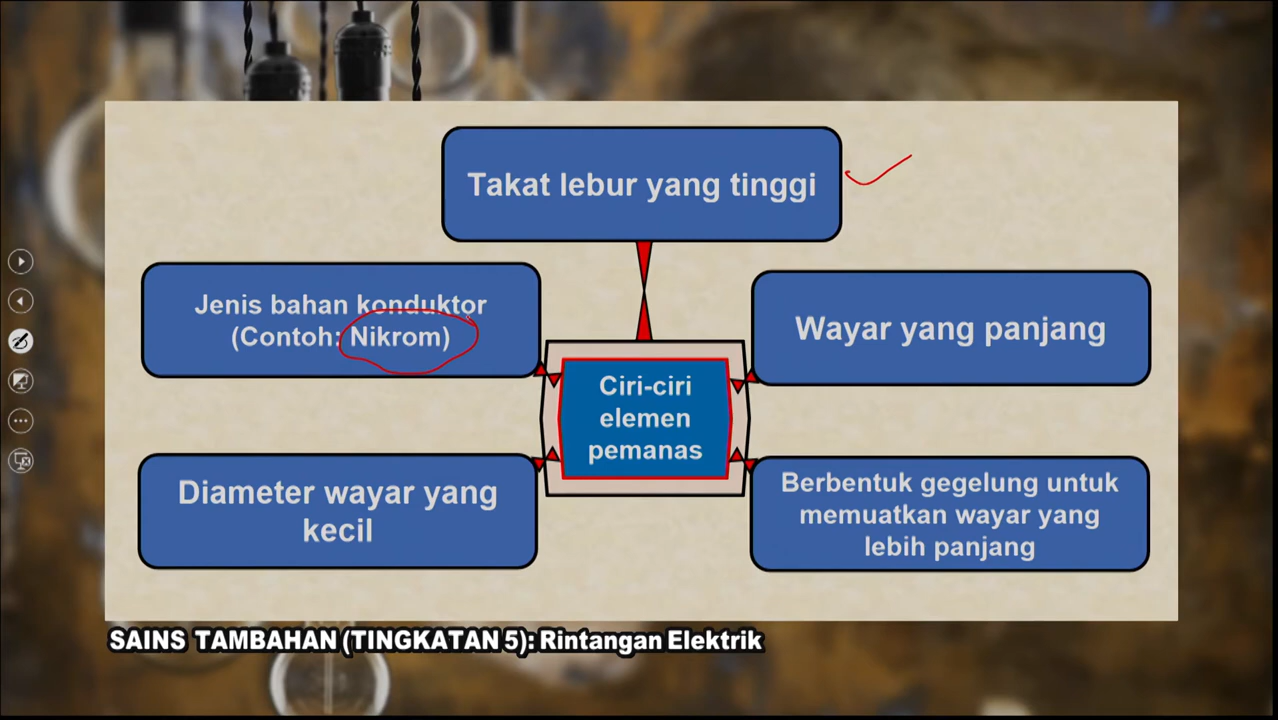 Takat lebur yang tinggi
Jenis bahan konduktor
(Contoh: Nikrom)
Wayar yang panjang
Ciri-ciri
elemen
pemanas
Diameter wayar yang
kecil
Berbentuk gegelung untuk
memuatkan wayar yang
lebih panjang
SAINS TAMBAHAN (TINGKATAN 5): Rintangan Elektrik